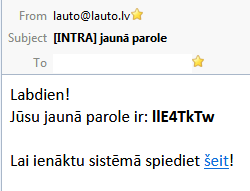 From lauto@lauto.lv
Subject [INTRA] jaunā parole
To
Labdien!
Jūsu jaunā parole ir: llE4TkTw
Lai ienāktu sistēmā spiediet šeit!